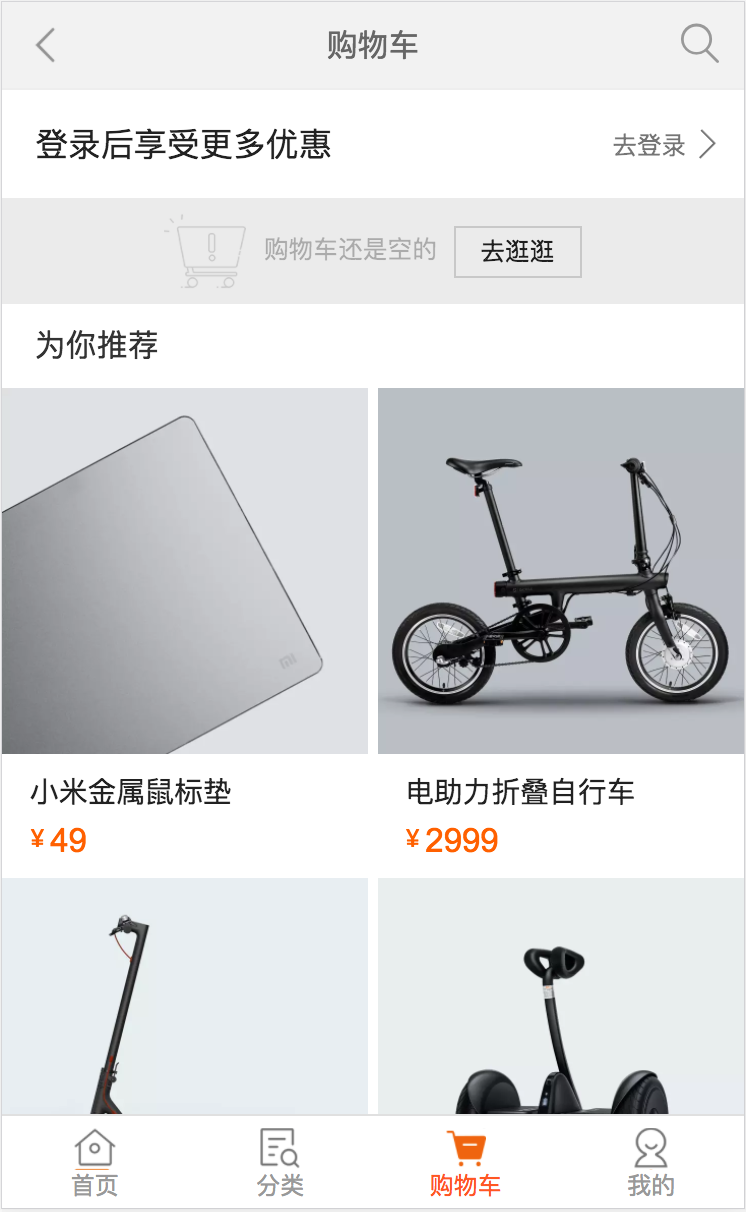 购物车
登录后享受更多优惠
去登录
购物车还是空的
去逛逛
为你推荐
mi
小米金属鼠标垫
电助力折叠自行车
¥49
¥2999
首页
分类
购物车
我的